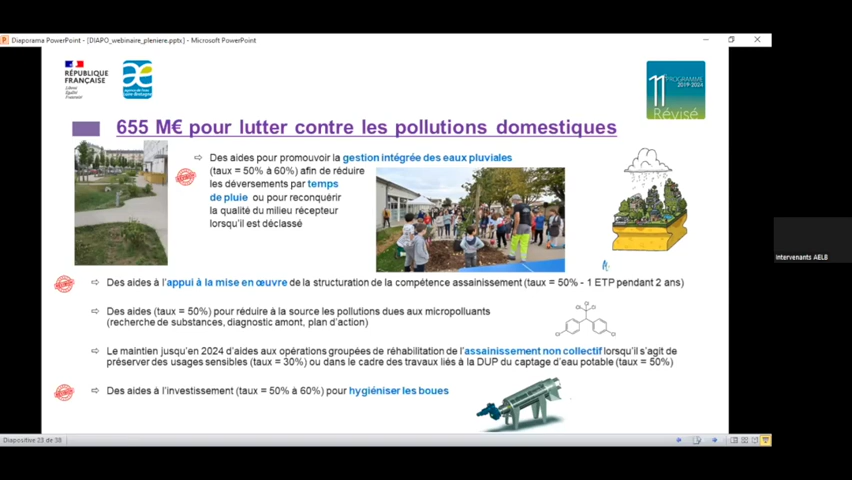 Diaporama PowerPoint - [DIAPO_webinaire_pleniere.pptx] - Microsoft PowerPoint
RÉPUBLIQUE
FRANÇAISE
Liberté
Égalité
Fraternité
11
PROGRAMME
2019-2024
Révisé
655 M€ pour lutter contre les pollutions domestiques
⇨ Des aides pour promouvoir la gestion intégrée des eaux pluviales
(taux = 50% à 60%) afin de réduire
les déversements par temps
de pluie ou pour reconquérir
la qualité du milieu récepteur
lorsqu'il est déclassé
⇨ Des aides à l'appui à la mise en œuvre de la structuration de la compétence assainissement (taux = 50% - 1 ETP pendant 2 ans)
⇨ Des aides (taux = 50%) pour réduire à la source les pollutions dues aux micropolluants
(recherche de substances, diagnostic amont, plan d'action)
⇨ Le maintien jusqu'en 2024 d'aides aux opérations groupées de réhabilitation de l'assainissement non collectif lorsqu'il s'agit de
préserver des usages sensibles (taux = 30%) ou dans le cadre des travaux liés à la DUP du captage d'eau potable (taux = 50%)
⇨ Des aides à l'investissement (taux = 50% à 60%) pour hygiéniser les boues
Intervenants AELB
Diapositive 23 de 38